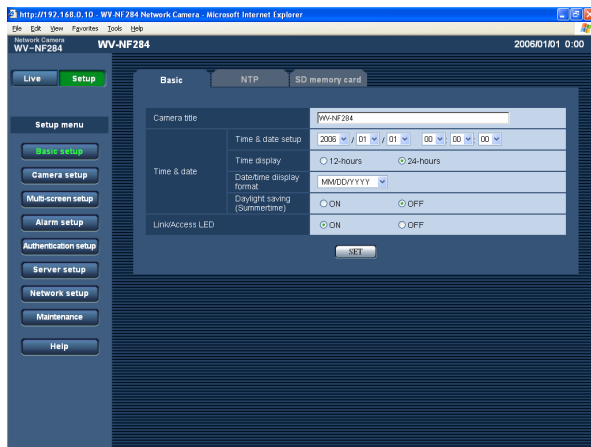 http://192.168.0.10 - WV-NF284 Network Camera - Microsoft Internet Explorer
File Edit View Favorites Tools Help
Network Camera
WV-NF284
WV-NF284
2006/01/01 0:00
Live Setup
Basic NTP SD memory card
Setup menu
Basic setup
Camera setup
Multi-screen setup
Alarm setup
Authentication setup
Server setup
Network setup
Maintenance
Help
Camera title WV-NF284
Time & date
Time & date setup 2006 / 01 / 01 00 : 00 : 00
Time display 12-hours 24-hours
Date/time diisplay
format
MM/DD/YYYY
Daylight saving
(Summertime)
ON OFF
Link/Access LED ON OFF
SET